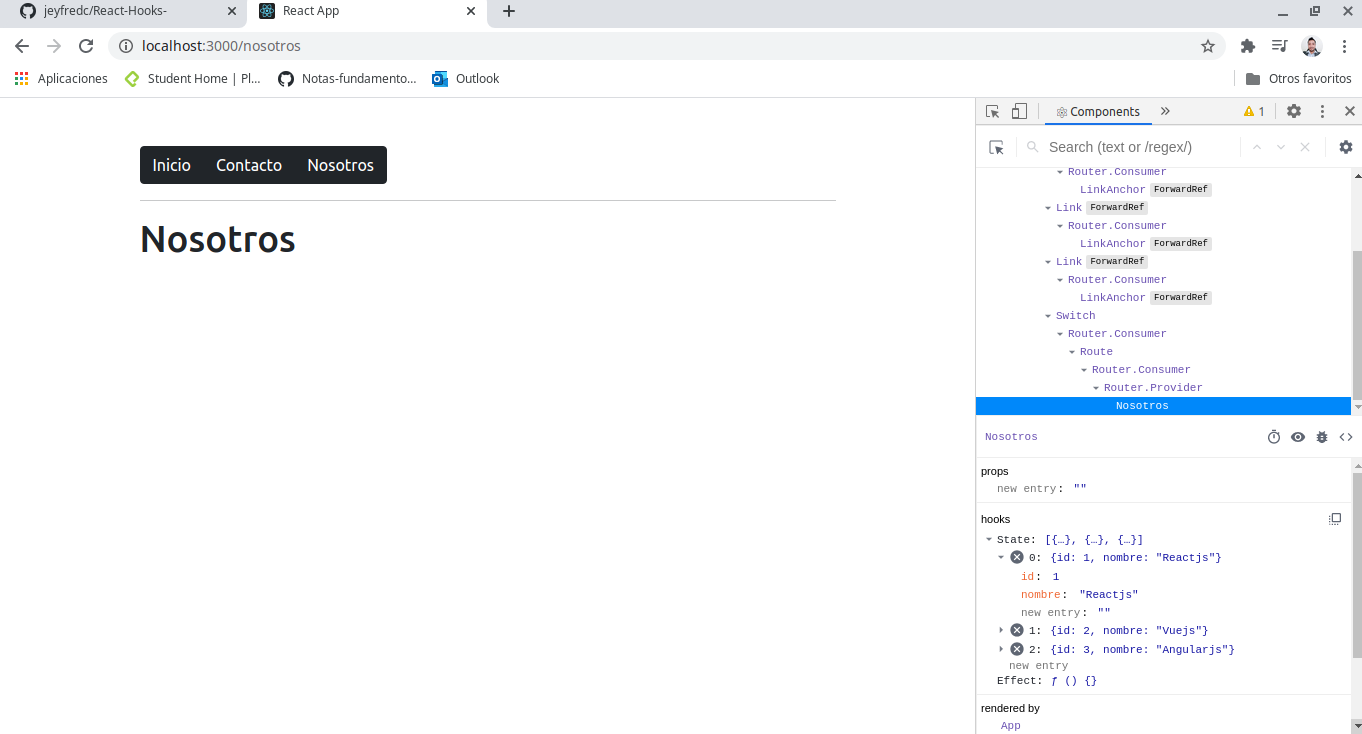 jeyfredc/React-Hooks-
React App
localhost:3000/nosotros
Aplicaciones
Student Home | Pl...
Notas-fundamento...
Outlook
Otros favoritos
Inicio Contacto Nosotros
Nosotros
Components
1
Search (text or /regex/)
Router.Consumer
LinkAnchor ForwardRef
Link ForwardRef
Router.Consumer
LinkAnchor ForwardRef
Link ForwardRef
Router.Consumer
LinkAnchor ForwardRef
Switch
Router.Consumer
Route
Router.Consumer
Router.Provider
Nosotros
Nosotros
props
new entry: ""
hooks
State: [{…}, {…}, {…}]
0: {id: 1, nombre: "Reactjs"}
id: 1
nombre: "Reactjs"
new entry: ""
1: {id: 2, nombre: "Vuejs"}
2: {id: 3, nombre: "Angularjs"}
new entry
Effect: ƒ () {}
rendered by
App